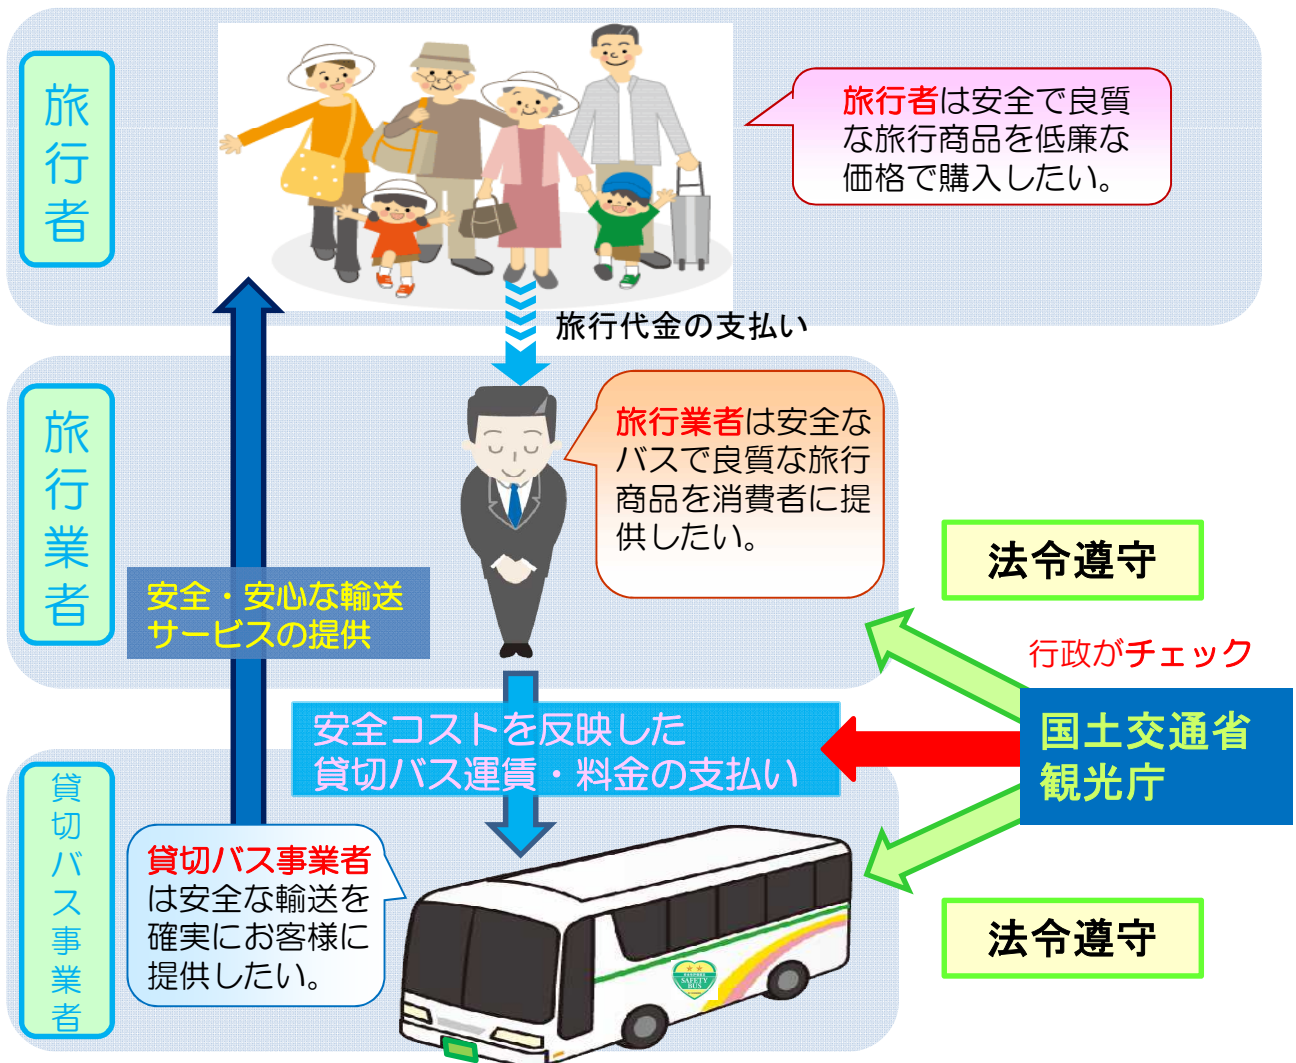 旅行者
旅行者は安全で良質
な旅行商品を低廉な
価格で購入したい。
旅行代金の支払い
旅行業者
旅行業者は安全な
バスで良質な旅行
商品を消費者に提
供したい。
法令遵守
安全・安心な輸送
サービスの提供
行政がチェック
国土交通省
観光庁
安全コストを反映した
貸切バス運賃・料金の支払い
貸切バス事業者
貸切バス事業者
は安全な輸送を
確実にお客様に
提供したい。
法令遵守
SAFETY
BUS